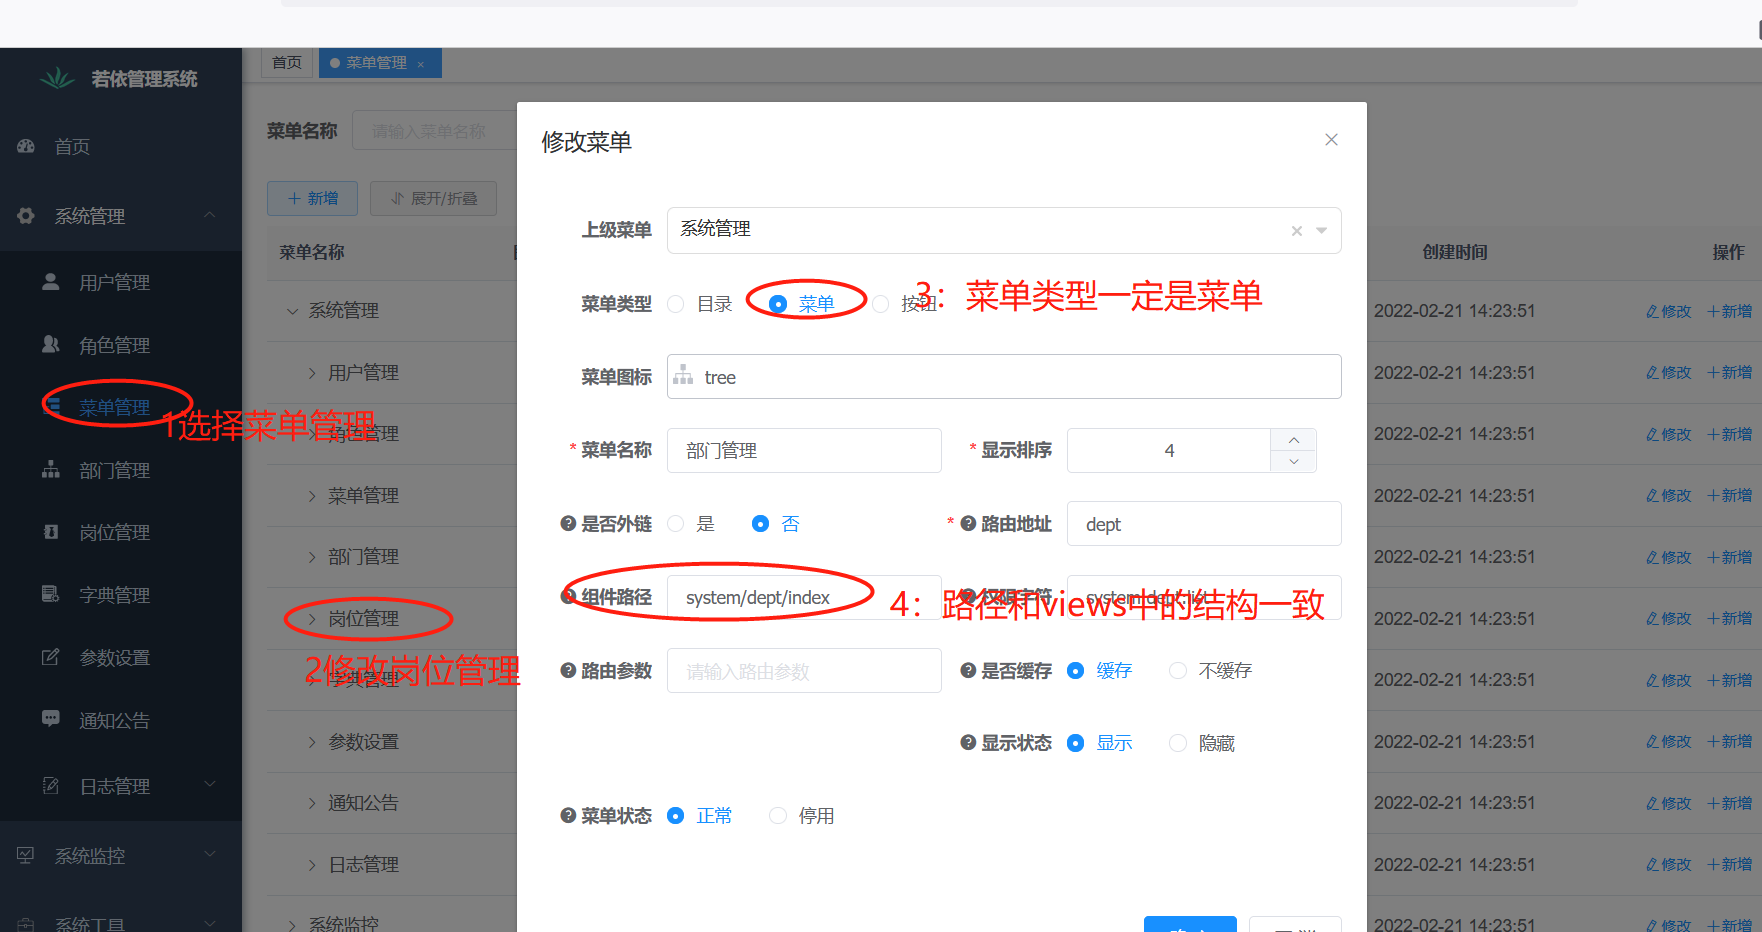 若依管理系统
首页
系统管理
用户管理
角色管理
菜单管理
部门管理
岗位管理
字典管理
参数设置
通知公告
日志管理
系统监控
系统工具
首页
菜单管理 ×
菜单名称 请输入菜单名称
+ 新增 展开/折叠
菜单名称 创建时间 操作
系统管理 2022-02-21 14:23:51 修改 +新增
用户管理 2022-02-21 14:23:51 修改 +新增
角色管理 2022-02-21 14:23:51 修改 +新增
菜单管理 2022-02-21 14:23:51 修改 +新增
部门管理 2022-02-21 14:23:51 修改 +新增
岗位管理 2022-02-21 14:23:51 修改 +新增
字典管理 2022-02-21 14:23:51 修改 +新增
参数设置 2022-02-21 14:23:51 修改 +新增
通知公告 2022-02-21 14:23:51 修改 +新增
日志管理 2022-02-21 14:23:51 修改 +新增
系统监控 2022-02-21 14:23:51 修改 +新增
1选择菜单管理
2修改岗位管理
修改菜单
上级菜单 系统管理
菜单类型 目录 菜单 按钮
3：菜单类型一定是菜单
菜单图标 tree
* 菜单名称 部门管理 * 显示排序 4
是否外链 是 否 * 路由地址 dept
组件路径 system/dept/index 权限字符 system:dept:list
4：路径和views中的结构一致
路由参数 请输入路由参数 是否缓存 缓存 不缓存
显示状态 显示 隐藏
菜单状态 正常 停用